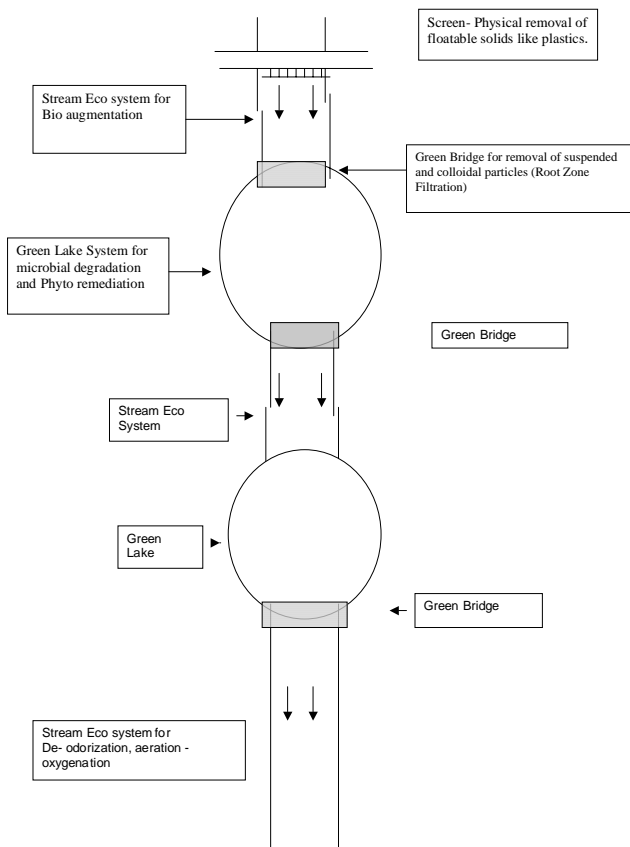 Screen- Physical removal of
floatable solids like plastics.
Stream Eco system for
Bio augmentation
Green Bridge for removal of suspended
and colloidal particles (Root Zone
Filtration)
Green Lake System for
microbial degradation
and Phyto remediation
Green Bridge
Stream Eco
System
Green
Lake
Green Bridge
Stream Eco system for
De- odorization, aeration -
oxygenation